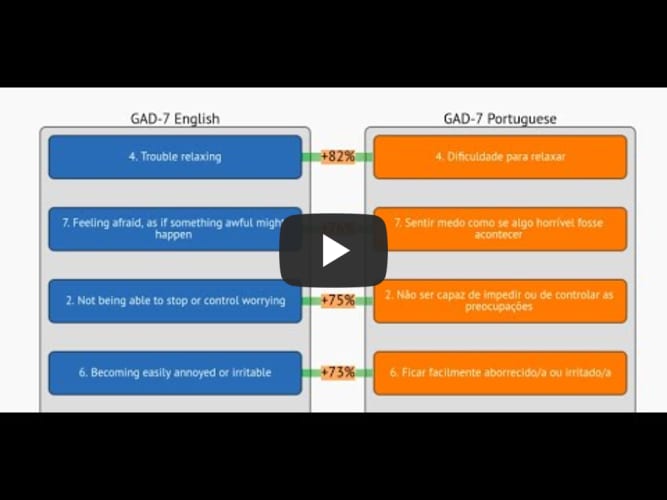 GAD-7 English
GAD-7 Portuguese
4. Trouble relaxing
+82%
4. Dificuldade para relaxar
7. Feeling afraid, as if something awful might
happen
7. Sentir medo como se algo horrível fosse
acontecer
2. Not being able to stop or control worrying
+75%
2. Não ser capaz de impedir ou de controlar as
preocupações
6. Becoming easily annoyed or irritable
+73%
6. Ficar facilmente aborrecido/a ou irritado/a